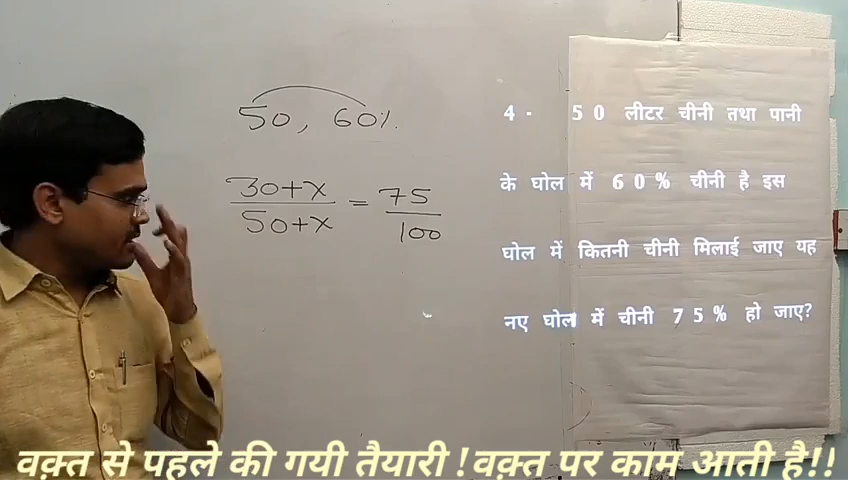 50, 60%.
30+x
50+x
=
75
100
4. 50 लीटर चीनी तथा पानी
के घोल में 60% चीनी है इस
घोल में कितनी चीनी मिलाई जाए यह
नए घोल में चीनी 75% हो जाए?
वक़्त से पहले की गयी तैयारी ! वक़्त पर काम आती है!!